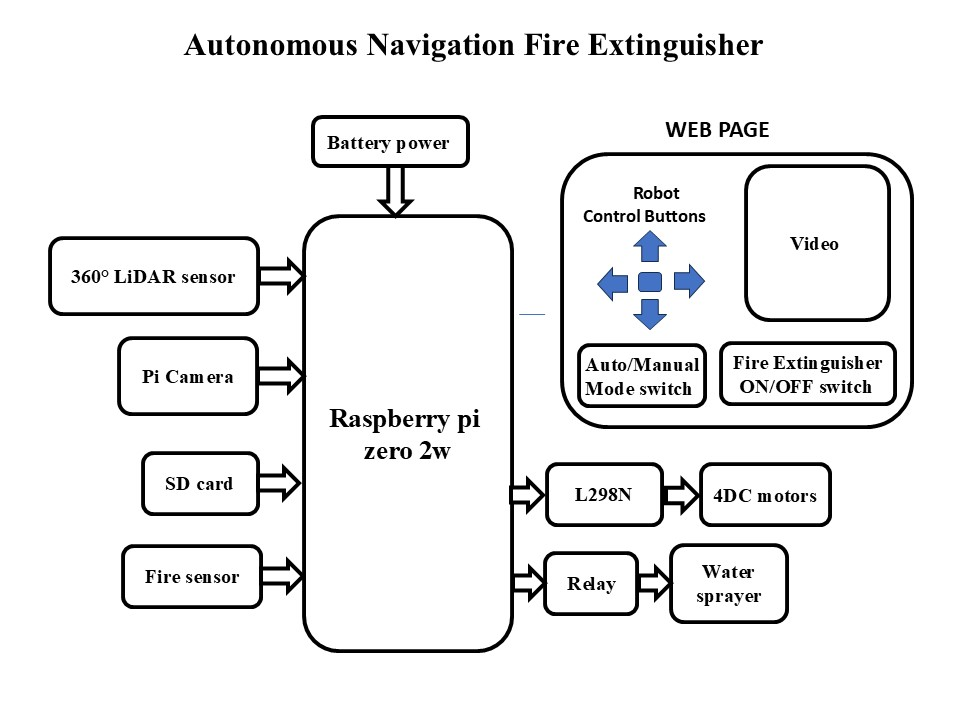 Autonomous Navigation Fire Extinguisher
Battery power
WEB PAGE
Robot
Control Buttons
Video
360° LiDAR sensor
Pi Camera
Auto/Manual
Mode switch
Fire Extinguisher
ON/OFF switch
Raspberry pi
zero 2w
SD card
L298N
4DC motors
Fire sensor
Relay
Water
sprayer